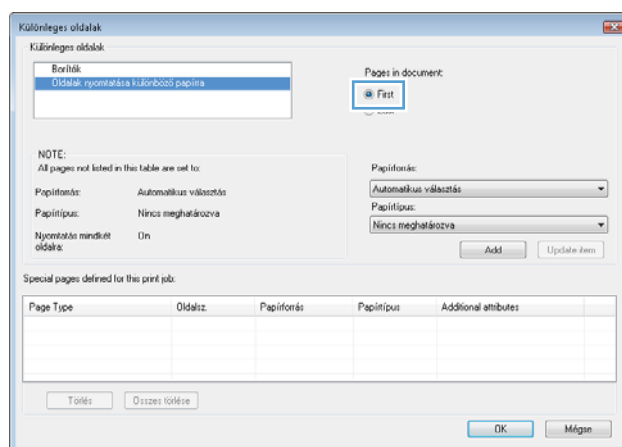 Különleges oldalak
Különleges oldalak
Borítók
Oldalak nyomtatása különböző papírra
Pages in document:
First
NOTE:
All pages not listed in this table are set to:
Papírforrás: Automatikus választás
Papírtípus: Nincs meghatározva
Nyomtatás mindkét oldalra: On
Papírforrás:
Automatikus választás
Papírtípus:
Nincs meghatározva
Add Update item
Special pages defined for this print job:
Page Type Oldalsz. Papírforrás Papírtípus Additional attributes
Törlés Összes törlése
OK Mégse